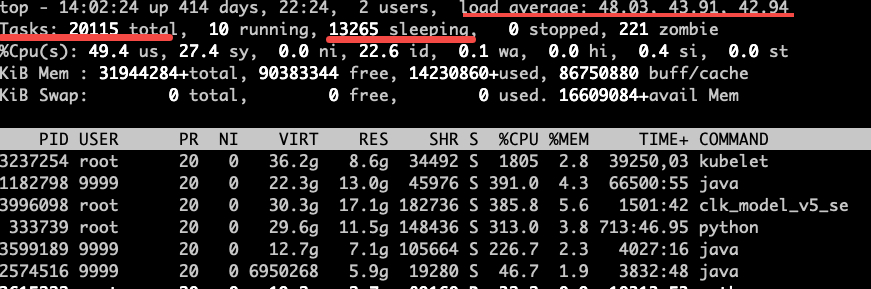 top - 14:02:24 up 414 days, 22:24,  2 users,  load average: 48.03, 43.91, 42.94
Tasks: 20115 total,  10 running, 13265 sleeping,   0 stopped, 221 zombie
%Cpu(s): 49.4 us, 27.4 sy,  0.0 ni, 22.6 id,  0.1 wa,  0.0 hi,  0.4 si,  0.0 st
KiB Mem : 31944284+total, 90383344 free, 14230860+used, 86750880 buff/cache
KiB Swap:        0 total,        0 free,        0 used. 16609084+avail Mem
PID USER      PR  NI    VIRT    RES    SHR S  %CPU %MEM     TIME+ COMMAND
3237254 root      20   0   36.2g   8.6g  34492 S  1805  2.8  39250,03 kubelet
1182798 9999      20   0   22.3g  13.0g  45976 S 391.0  4.3  66500:55 java
3996098 root      20   0   30.3g  17.1g 182736 S 385.8  5.6   1501:42 clk_model_v5_se
333739 root      20   0   29.6g  11.5g 148436 S 313.0  3.8 713:46.95 python
3599189 9999      20   0   12.7g   7.1g 105664 S 226.7  2.3   4027:16 java
2574516 9999      20   0 6950268   5.9g  19280 S  46.7  1.9   3832:48 java